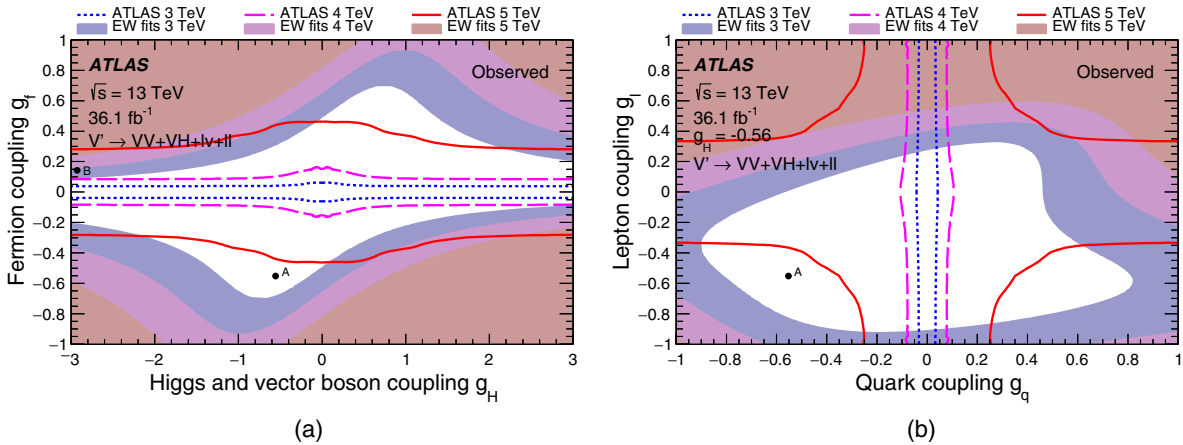 ATLAS 3 TeV ATLAS 4 TeV ATLAS 5 TeV
EW fits 3 TeV EW fits 4 TeV EW fits 5 TeV
1
0.8
0.6
0.4
0.2
0
−0.2
−0.4
−0.6
−0.8
−1
Fermion coupling g_f
ATLAS
Observed
√s = 13 TeV
36.1 fb⁻¹
V' → VV+VH+lν+ll
B
A
−3 −2 −1 0 1 2 3
Higgs and vector boson coupling g_H
(a)
ATLAS 3 TeV ATLAS 4 TeV ATLAS 5 TeV
EW fits 3 TeV EW fits 4 TeV EW fits 5 TeV
1
0.8
0.6
0.4
0.2
0
−0.2
−0.4
−0.6
−0.8
−1
Lepton coupling g_l
ATLAS
Observed
√s = 13 TeV
36.1 fb⁻¹
g_H = -0.56
V' → VV+VH+lν+ll
A
−1 −0.8 −0.6 −0.4 −0.2 0 0.2 0.4 0.6 0.8 1
Quark coupling g_q
(b)